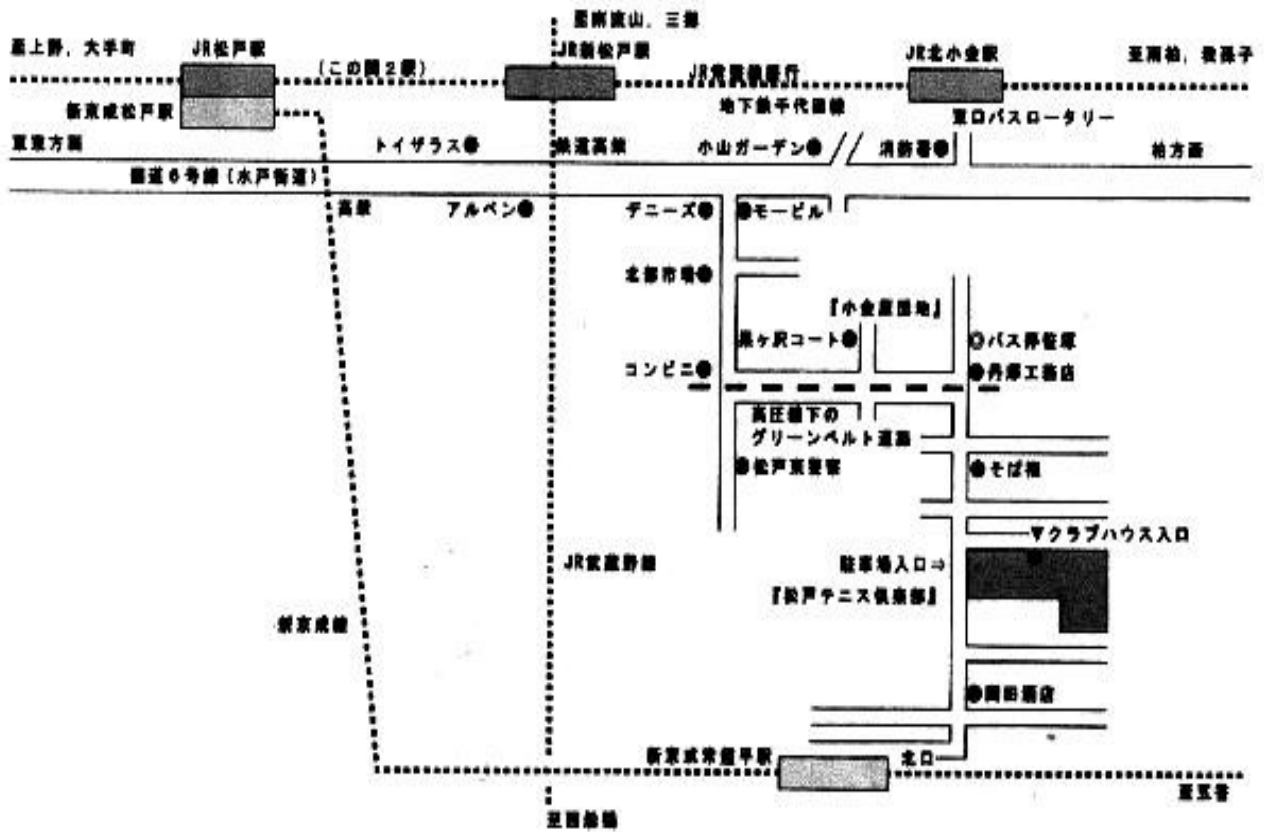 至南流山, 三郷
至上野, 大手町
JR松戸駅
(この間2駅)
JR新松戸駅
JR常磐線各駅
JR北小金駅
至南柏, 我孫子
地下鉄千代田線
新京成松戸駅
東口バスロータリー
東京方面
トイザラス
鉄道高架
小山ガーデン
消防署
柏方面
国道6号線(水戸街道)
高架
アルペン
デニーズ
モービル
北部市場
『小金原団地』
コート
バス停
コンビニ
工務店
高圧線下の
グリーンベルト道路
松戸東警察
そば
▼クラブハウス入口
JR武蔵野線
駐車場入口⇒
『松戸テニス倶楽部』
新京成線
岡田酒店
新京成常盤平駅
北口
至五香
至西船橋